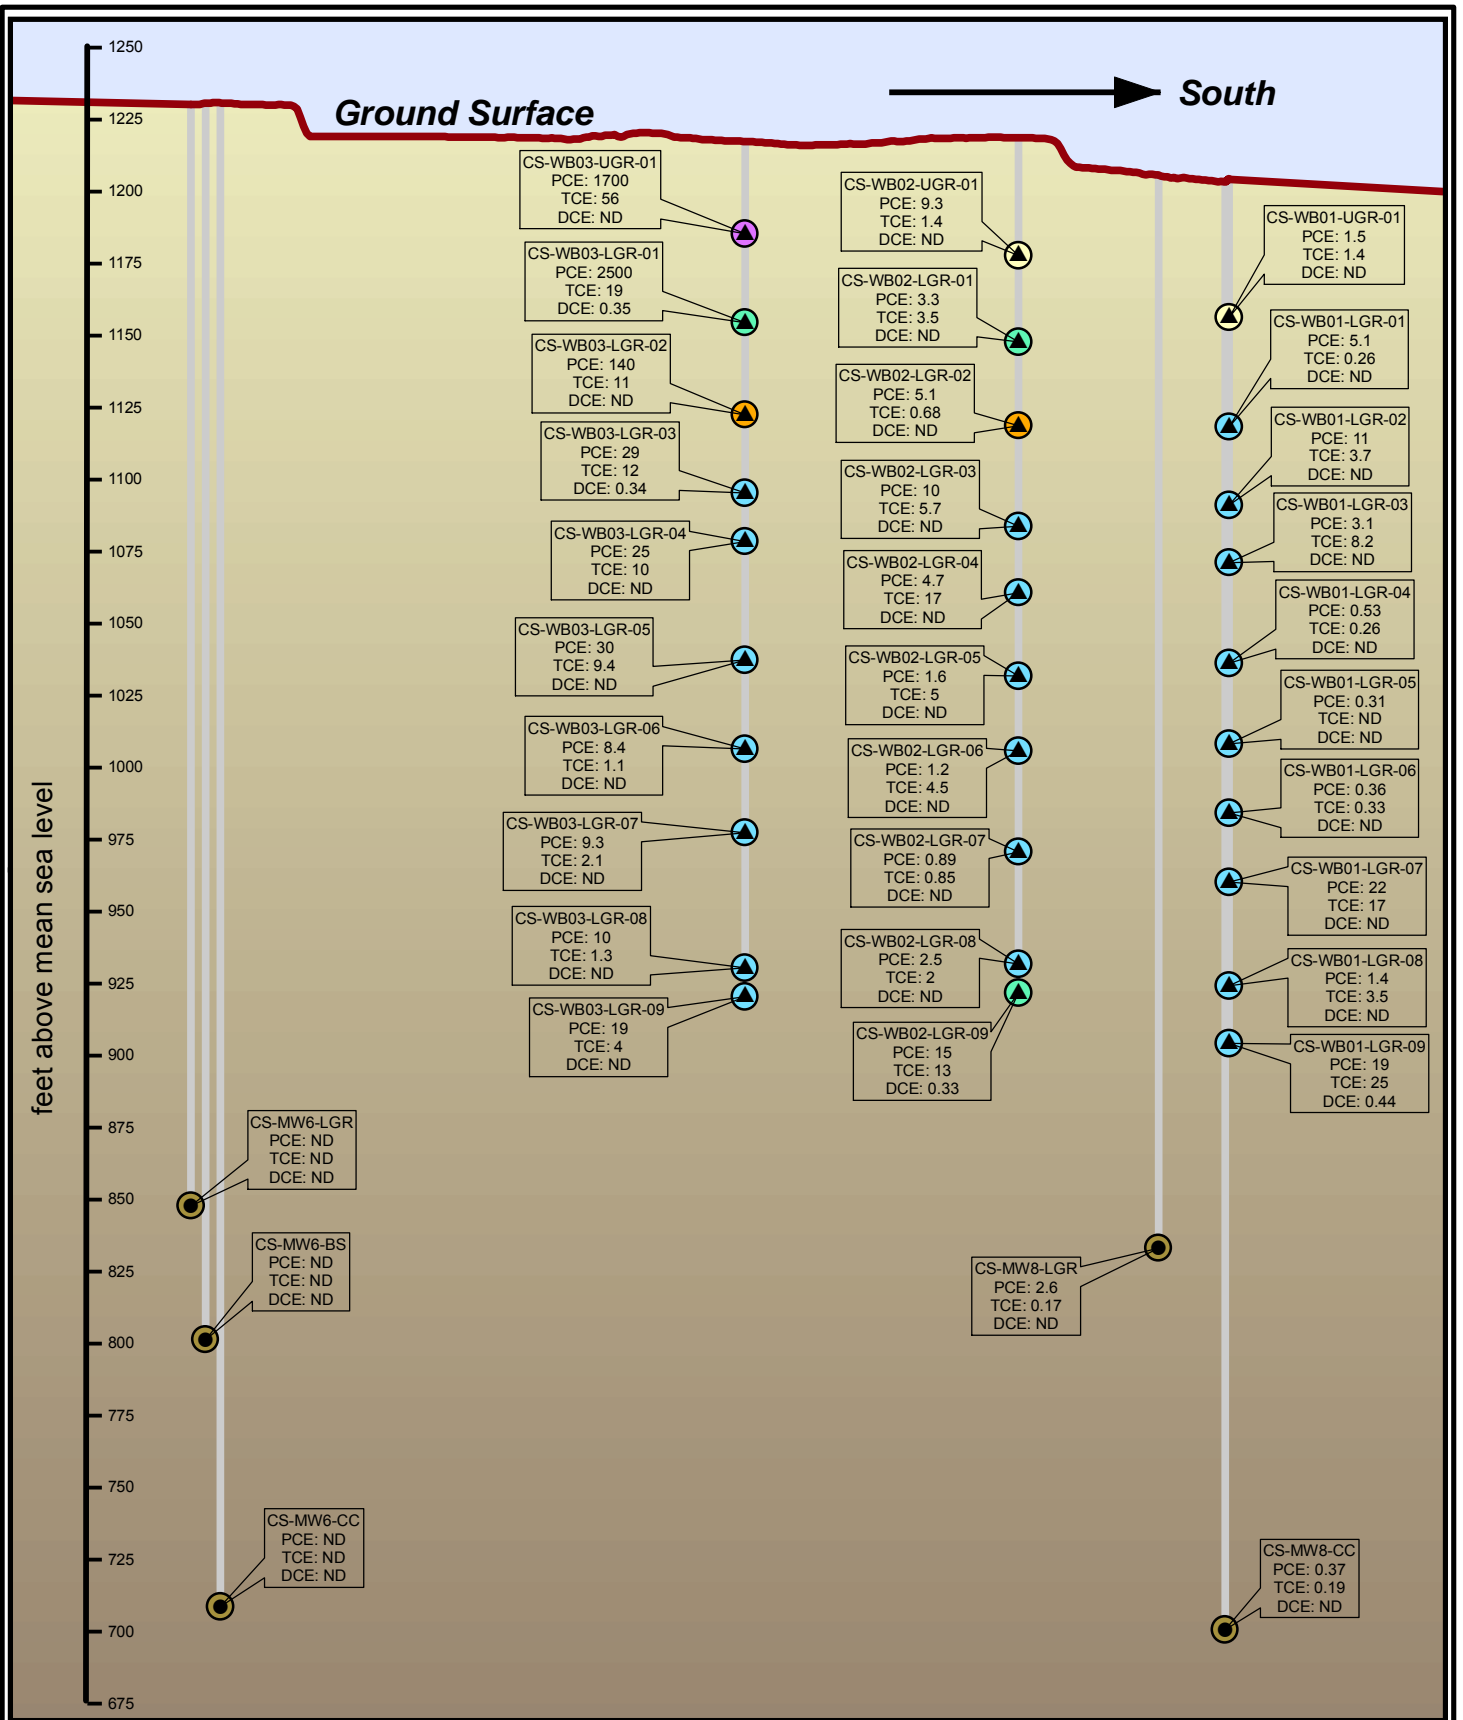 1250
1225
1200
1175
1150
1125
1100
1075
1050
1025
1000
975
950
925
900
875
850
825
800
775
750
725
700
675
feet above mean sea level
Ground Surface
South
CS-MW6-LGR
PCE: ND
TCE: ND
DCE: ND
CS-MW6-BS
PCE: ND
TCE: ND
DCE: ND
CS-MW6-CC
PCE: ND
TCE: ND
DCE: ND
CS-WB03-UGR-01
PCE: 1700
TCE: 56
DCE: ND
CS-WB03-LGR-01
PCE: 2500
TCE: 19
DCE: 0.35
CS-WB03-LGR-02
PCE: 140
TCE: 11
DCE: ND
CS-WB03-LGR-03
PCE: 29
TCE: 12
DCE: 0.34
CS-WB03-LGR-04
PCE: 25
TCE: 10
DCE: ND
CS-WB03-LGR-05
PCE: 30
TCE: 9.4
DCE: ND
CS-WB03-LGR-06
PCE: 8.4
TCE: 1.1
DCE: ND
CS-WB03-LGR-07
PCE: 9.3
TCE: 2.1
DCE: ND
CS-WB03-LGR-08
PCE: 10
TCE: 1.3
DCE: ND
CS-WB03-LGR-09
PCE: 19
TCE: 4
DCE: ND
CS-WB02-UGR-01
PCE: 9.3
TCE: 1.4
DCE: ND
CS-WB02-LGR-01
PCE: 3.3
TCE: 3.5
DCE: ND
CS-WB02-LGR-02
PCE: 5.1
TCE: 0.68
DCE: ND
CS-WB02-LGR-03
PCE: 10
TCE: 5.7
DCE: ND
CS-WB02-LGR-04
PCE: 4.7
TCE: 17
DCE: ND
CS-WB02-LGR-05
PCE: 1.6
TCE: 5
DCE: ND
CS-WB02-LGR-06
PCE: 1.2
TCE: 4.5
DCE: ND
CS-WB02-LGR-07
PCE: 0.89
TCE: 0.85
DCE: ND
CS-WB02-LGR-08
PCE: 2.5
TCE: 2
DCE: ND
CS-WB02-LGR-09
PCE: 15
TCE: 13
DCE: 0.33
CS-MW8-LGR
PCE: 2.6
TCE: 0.17
DCE: ND
CS-WB01-UGR-01
PCE: 1.5
TCE: 1.4
DCE: ND
CS-WB01-LGR-01
PCE: 5.1
TCE: 0.26
DCE: ND
CS-WB01-LGR-02
PCE: 11
TCE: 3.7
DCE: ND
CS-WB01-LGR-03
PCE: 3.1
TCE: 8.2
DCE: ND
CS-WB01-LGR-04
PCE: 0.53
TCE: 0.26
DCE: ND
CS-WB01-LGR-05
PCE: 0.31
TCE: ND
DCE: ND
CS-WB01-LGR-06
PCE: 0.36
TCE: 0.33
DCE: ND
CS-WB01-LGR-07
PCE: 22
TCE: 17
DCE: ND
CS-WB01-LGR-08
PCE: 1.4
TCE: 3.5
DCE: ND
CS-WB01-LGR-09
PCE: 19
TCE: 25
DCE: 0.44
CS-MW8-CC
PCE: 0.37
TCE: 0.19
DCE: ND